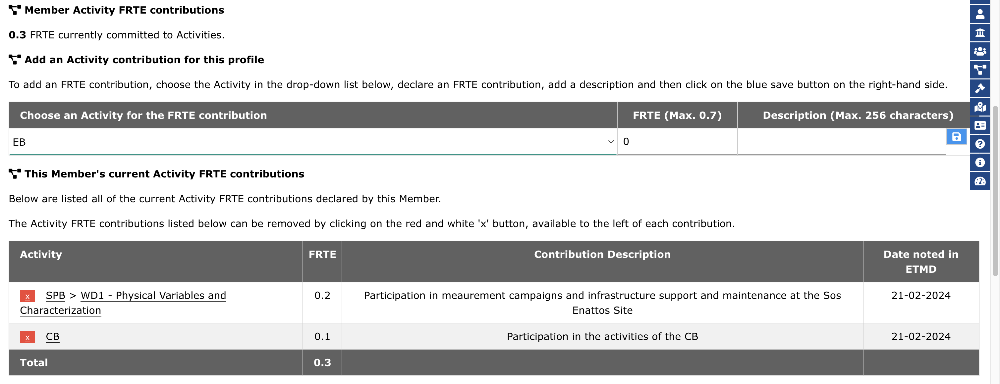 Member Activity FRTE contributions
0.3 FRTE currently committed to Activities.
Add an Activity contribution for this profile
To add an FRTE contribution, choose the Activity in the drop-down list below, declare an FRTE contribution, add a description and then click on the blue save button on the right-hand side.
Choose an Activity for the FRTE contribution FRTE (Max. 0.7) Description (Max. 256 characters)
EB 0
This Member's current Activity FRTE contributions
Below are listed all of the current Activity FRTE contributions declared by this Member.
The Activity FRTE contributions listed below can be removed by clicking on the red and white 'x' button, available to the left of each contribution.
Activity FRTE Contribution Description Date noted in
ETMD
x SPB > WD1 - Physical Variables and 0.2 Participation in meaurement campaigns and infrastructure support and maintenance at the Sos 21-02-2024
Characterization Enattos Site
x CB 0.1 Participation in the activities of the CB 21-02-2024
Total 0.3